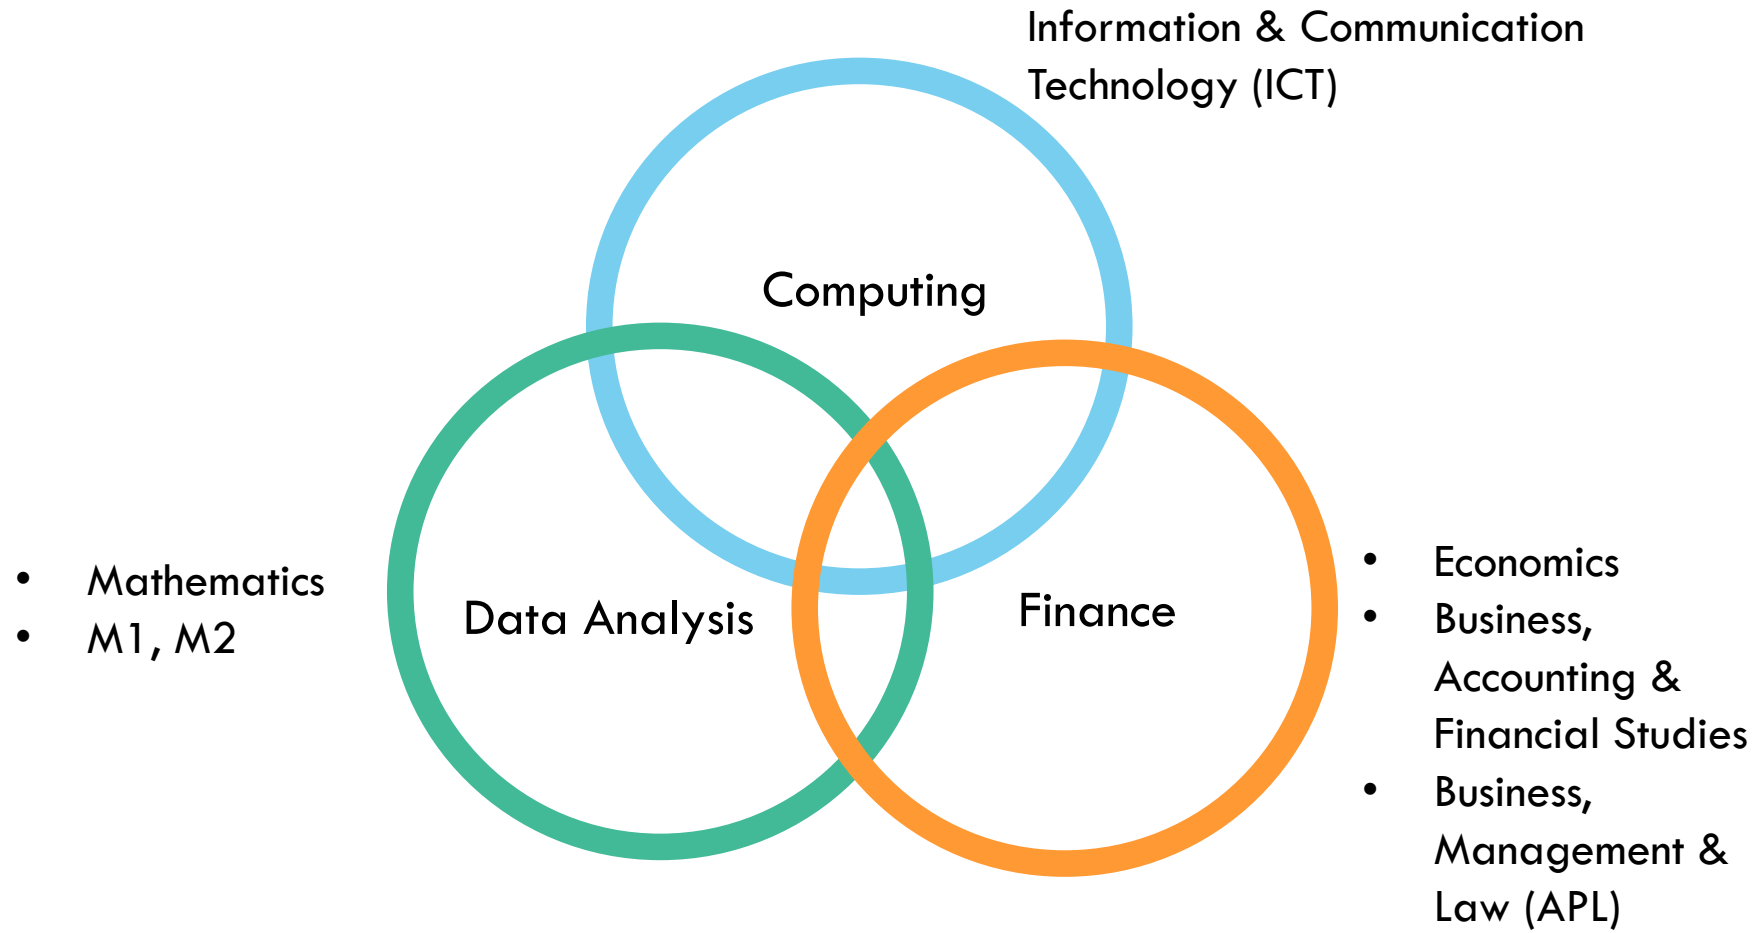 Information & Communication
Technology (ICT)
Computing
• Mathematics
• M1, M2
Data Analysis
Finance
• Economics
• Business,
Accounting &
Financial Studies
• Business,
Management &
Law (APL)